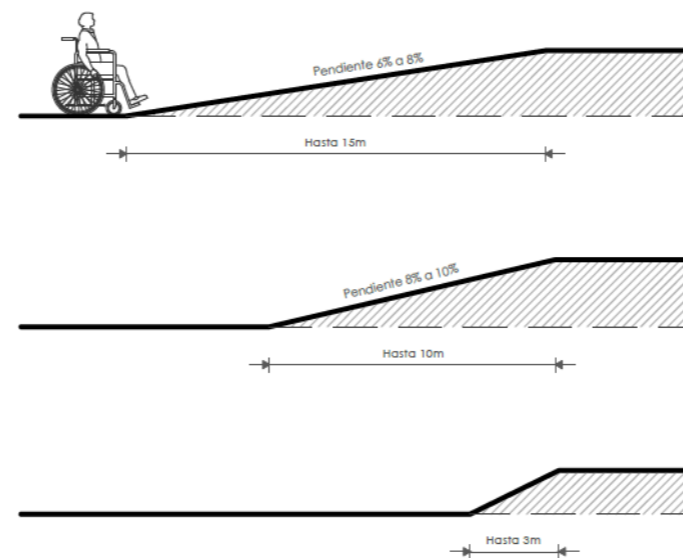 Pendiente 6% a 8%
Hasta 15m
Pendiente 8% a 10%
Hasta 10m
Hasta 3m